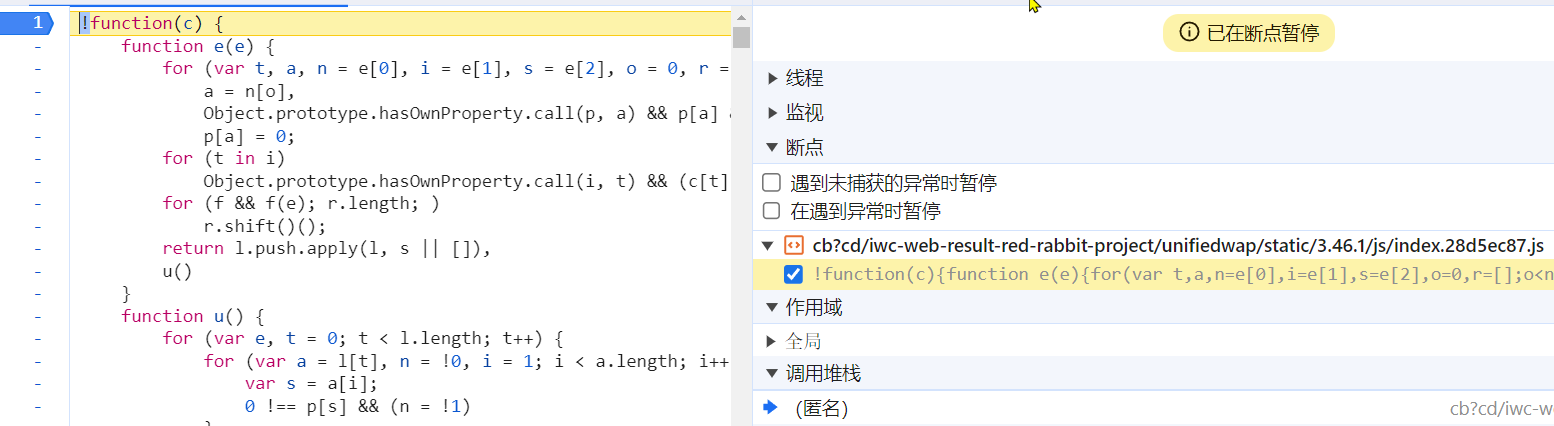 1 !function(c) {
- function e(e) {
- for (var t, a, n = e[0], i = e[1], s = e[2], o = 0, r =
- a = n[o],
- Object.prototype.hasOwnProperty.call(p, a) && p[a]
- p[a] = 0;
- for (t in i)
- Object.prototype.hasOwnProperty.call(i, t) && (c[t]
- for (f && f(e); r.length; )
- r.shift()();
- return l.push.apply(l, s || []),
- u()
- }
- function u() {
- for (var e, t = 0; t < l.length; t++) {
- for (var a = l[t], n = !0, i = 1; i < a.length; i++
- var s = a[i];
- 0 !== p[s] && (n = !1)
已在断点暂停
线程
监视
断点
遇到未捕获的异常时暂停
在遇到异常时暂停
cb?cd/iwc-web-result-red-rabbit-project/unifiedwap/static/3.46.1/js/index.28d5ec87.js
!function(c){function e(e){for(var t,a,n=e[0],i=e[1],s=e[2],o=0,r=[];o<n
作用域
全局
调用堆栈
(匿名)
cb?cd/iwc-w